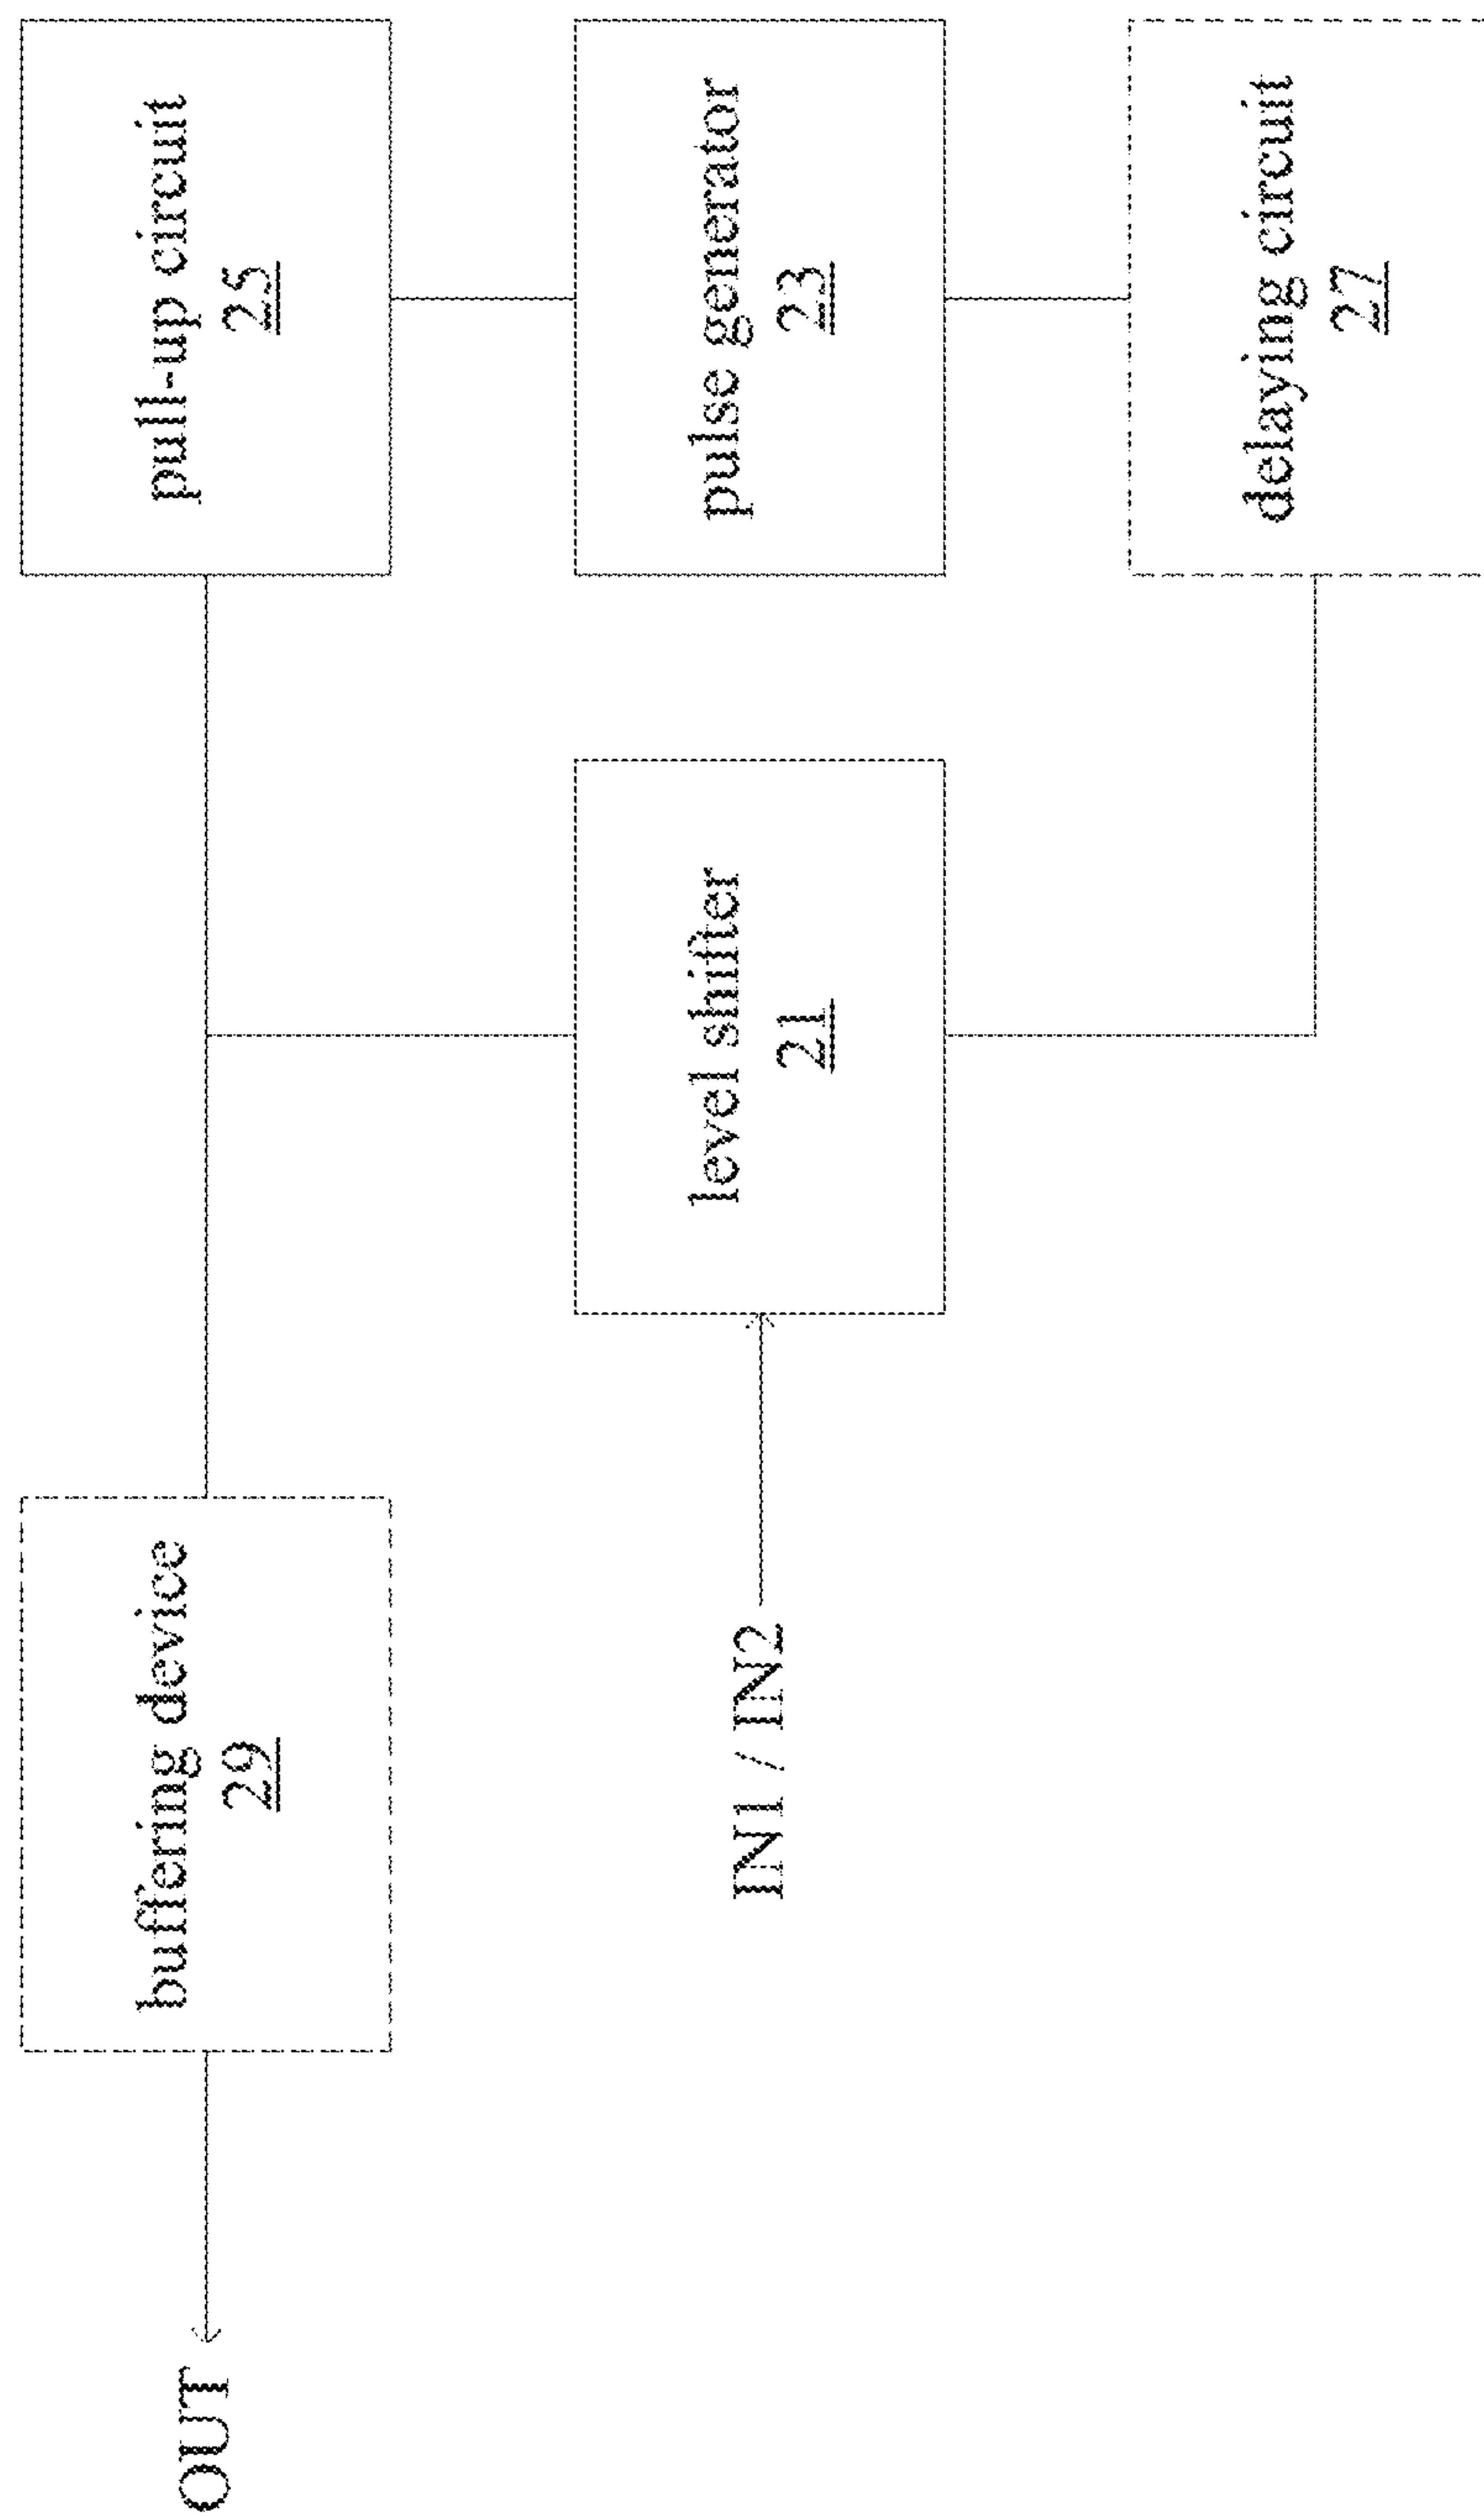 OUT
buffering device
29
pull-up circuit
25
IN1 / IN2
level shifter
21
pulse generator
23
delaying circuit
27